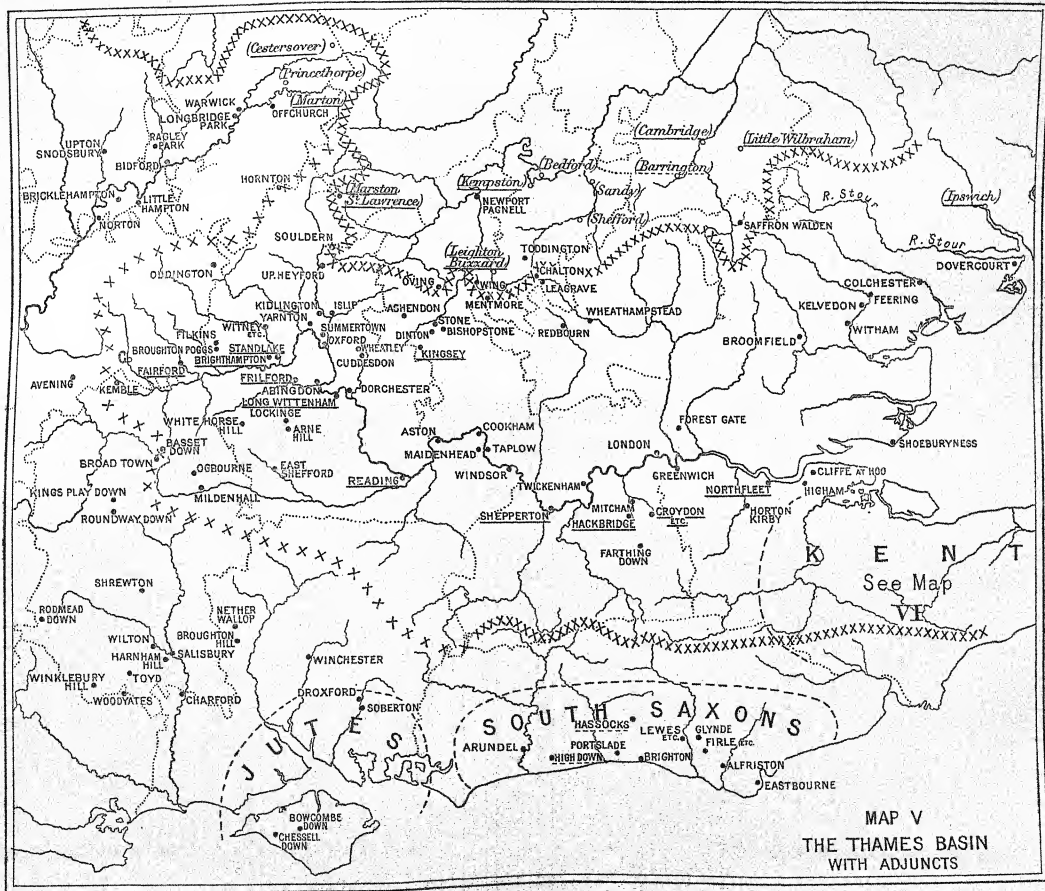 (Cestersover)
(Princethorpe)
WARWICK
LONGBRIDGE
PARK
(Marton)
OFFCHURCH
UPTON
SNODSBURY
RAGLEY
PARK
BIDFORD
BRICKLEHAMPTON
LITTLE
HAMPTON
NORTON
HORNTON
(Marston
St. Lawrence)
(Kempston)
NEWPORT
PAGNELL
(Bedford)
(Cambridge)
(Barrington)
(Little Wilbraham)
(Sandy)
(Shefford)
R. Stour
(Ipswich)
SAFFRON WALDEN
R. Stour
DOVERCOURT
SOULDERN
ODDINGTON
UP. HEYFORD
(Leighton
Buzzard)
TODDINGTON
CHALTON
LEAGRAVE
OVING
WING
MENTMORE
COLCHESTER
FEERING
KELVEDON
WITHAM
BROOMFIELD
KIDLINGTON
ISLIP
YARNTON
ASHENDON
STONE
DINTON
BISHOPSTONE
REDBOURN
WHEATHAMPSTEAD
FILKINS
WITNEY
ETC.
SUMMERTOWN
OXFORD
WHEATLEY
CUDDESDON
KINGSEY
BROUGHTON POGGS
STANDLAKE
BRIGHTHAMPTON
FAIRFORD
AVENING
KEMBLE
FRILFORD
ABINGDON
DORCHESTER
LONG WITTENHAM
LOCKINGE
WHITE HORSE
HILL
ARNE
HILL
BASSET
DOWN
BROAD TOWN
OGBOURNE
EAST
SHEFFORD
MILDENHALL
KINGS PLAY DOWN
ROUNDWAY DOWN
READING
ASTON
COOKHAM
MAIDENHEAD
TAPLOW
WINDSOR
LONDON
FOREST GATE
GREENWICH
SHOEBURYNESS
TWICKENHAM
SHEPPERTON
MITCHAM
HACKBRIDGE
CROYDON
ETC.
FARTHING
DOWN
NORTHFLEET
CLIFFE AT HOO
HIGHAM
HORTON
KIRBY
KENT
See Map
VI
SHREWTON
RODMEAD
DOWN
NETHER
WALLOP
WILTON
BROUGHTON
HILL
HARNHAM
HILL
SALISBURY
WINKLEBURY
HILL
TOYD
WOODYATES
CHARFORD
WINCHESTER
DROXFORD
SOBERTON
JUTES
SOUTH SAXONS
ARUNDEL
HASSOCKS
LEWES
ETC.
GLYNDE
FIRLE (ETC.
PORTSLADE
HIGH DOWN
BRIGHTON
ALFRISTON
EASTBOURNE
BOWCOMBE
DOWN
CHESSELL
DOWN
MAP V
THE THAMES BASIN
WITH ADJUNCTS